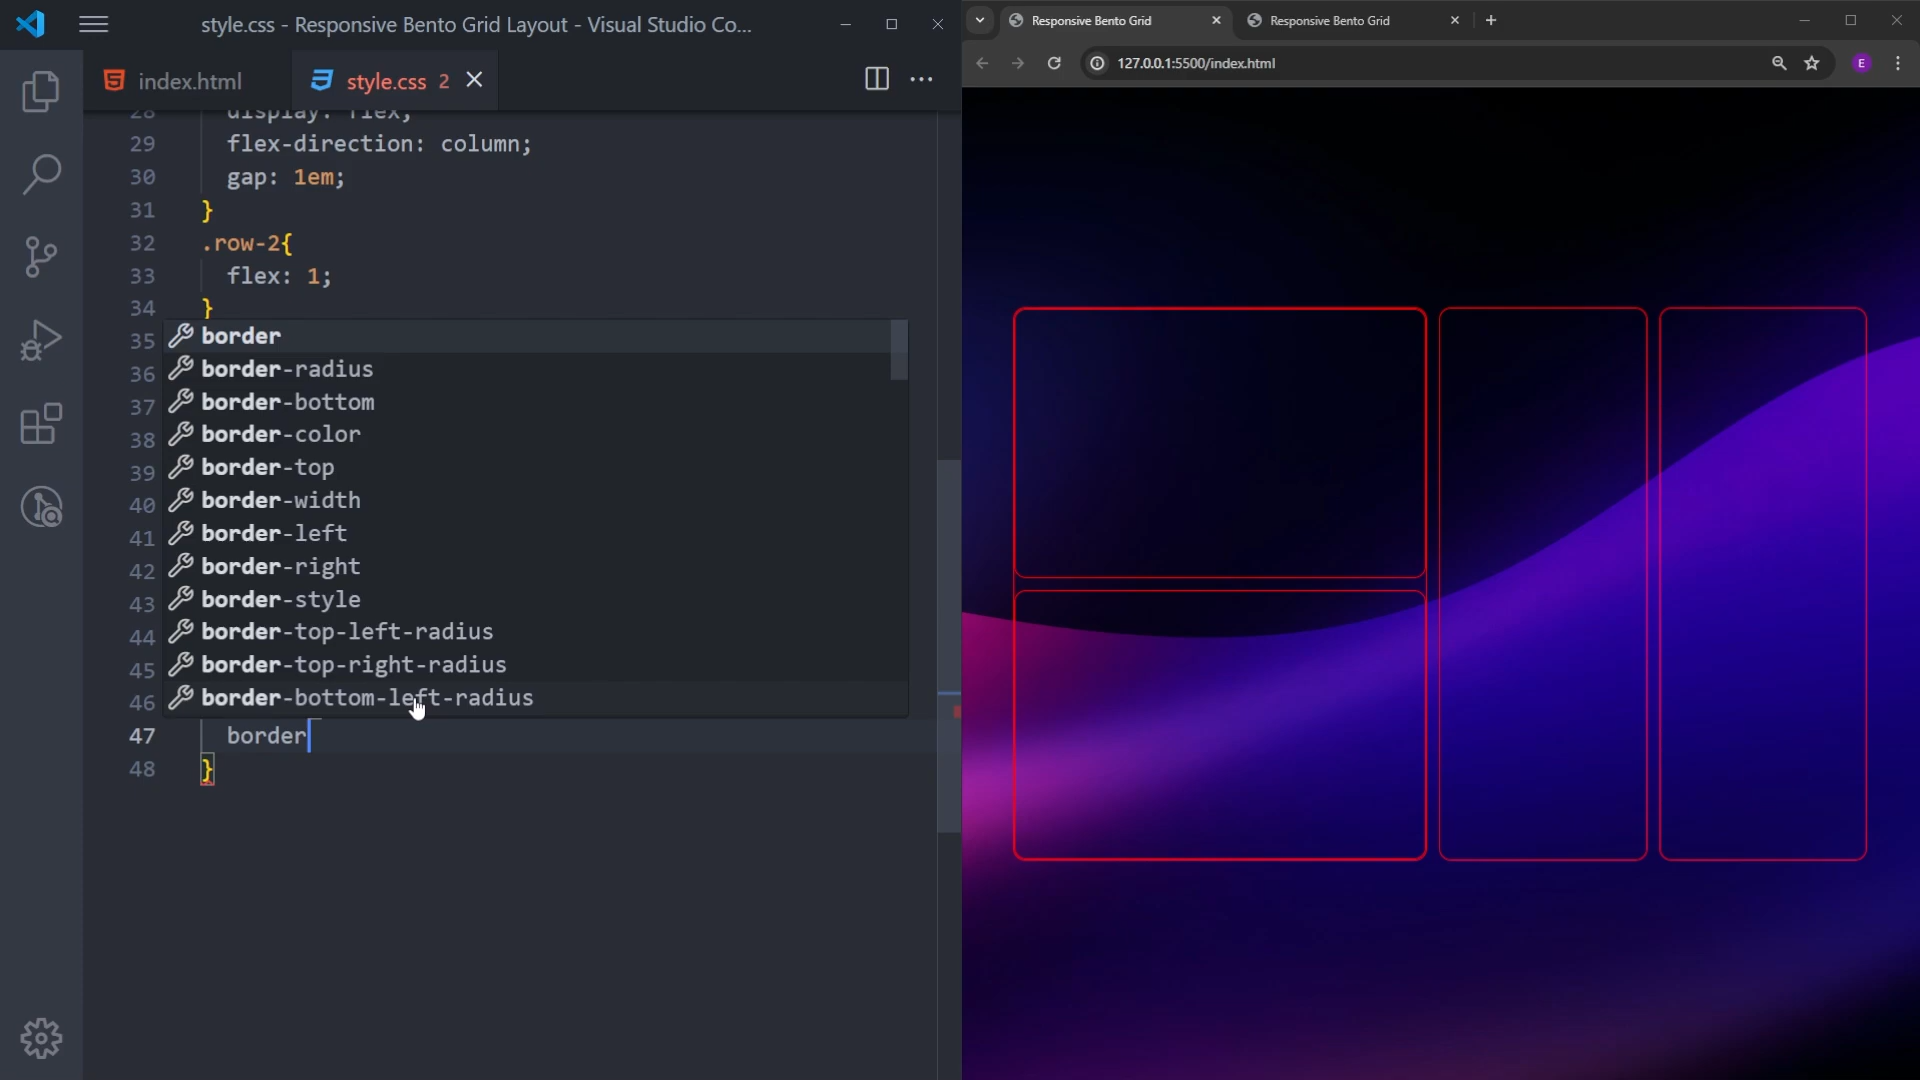 style.css - Responsive Bento Grid Layout - Visual Studio Co...
index.html
style.css 2
28 display: flex;
29 flex-direction: column;
30 gap: 1em;
31 }
32 .row-2{
33 flex: 1;
34 }
35 border
36 border-radius
37 border-bottom
38 border-color
39 border-top
40 border-width
41 border-left
42 border-right
43 border-style
44 border-top-left-radius
45 border-top-right-radius
46 border-bottom-left-radius
47 border
48 }
Responsive Bento Grid
Responsive Bento Grid
127.0.0.1:5500/index.html
E